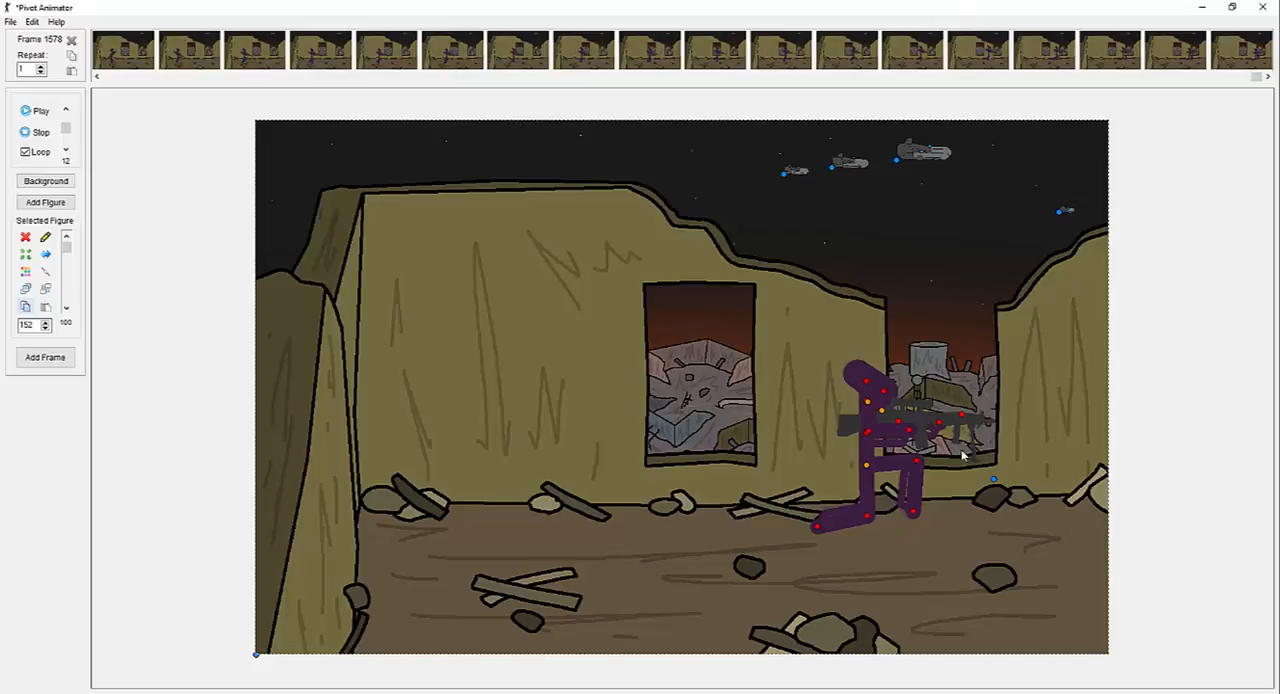 *Pivot Animator
File Edit Help
Frame 1578
Repeat:
1
Play
Stop
Loop
12
Background
Add Figure
Selected Figure
152
100
Add Frame